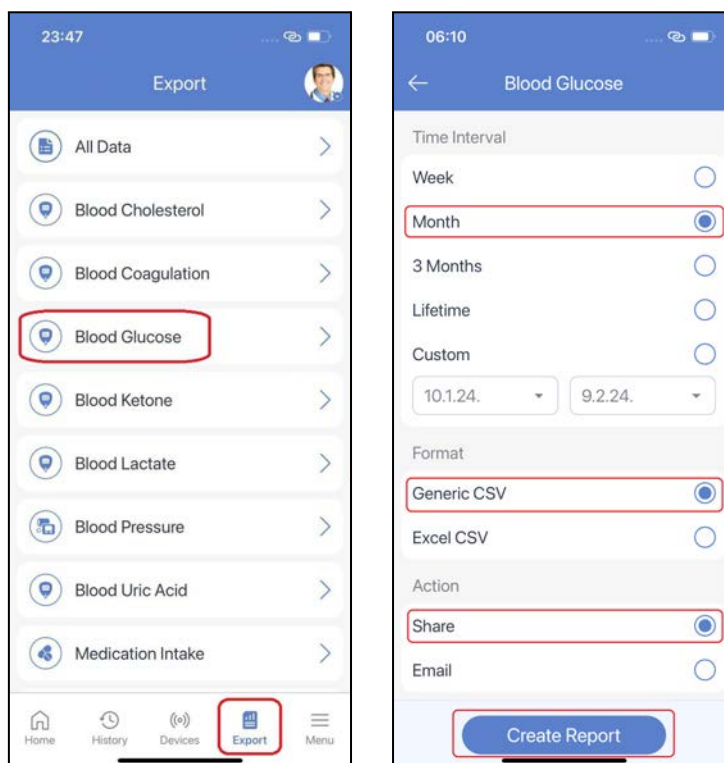 23:47
Export
All Data
Blood Cholesterol
Blood Coagulation
Blood Glucose
Blood Ketone
Blood Lactate
Blood Pressure
Blood Uric Acid
Medication Intake
Home History Devices Export Menu
06:10
Blood Glucose
Time Interval
Week
Month
3 Months
Lifetime
Custom
10.1.24. 9.2.24.
Format
Generic CSV
Excel CSV
Action
Share
Email
Create Report